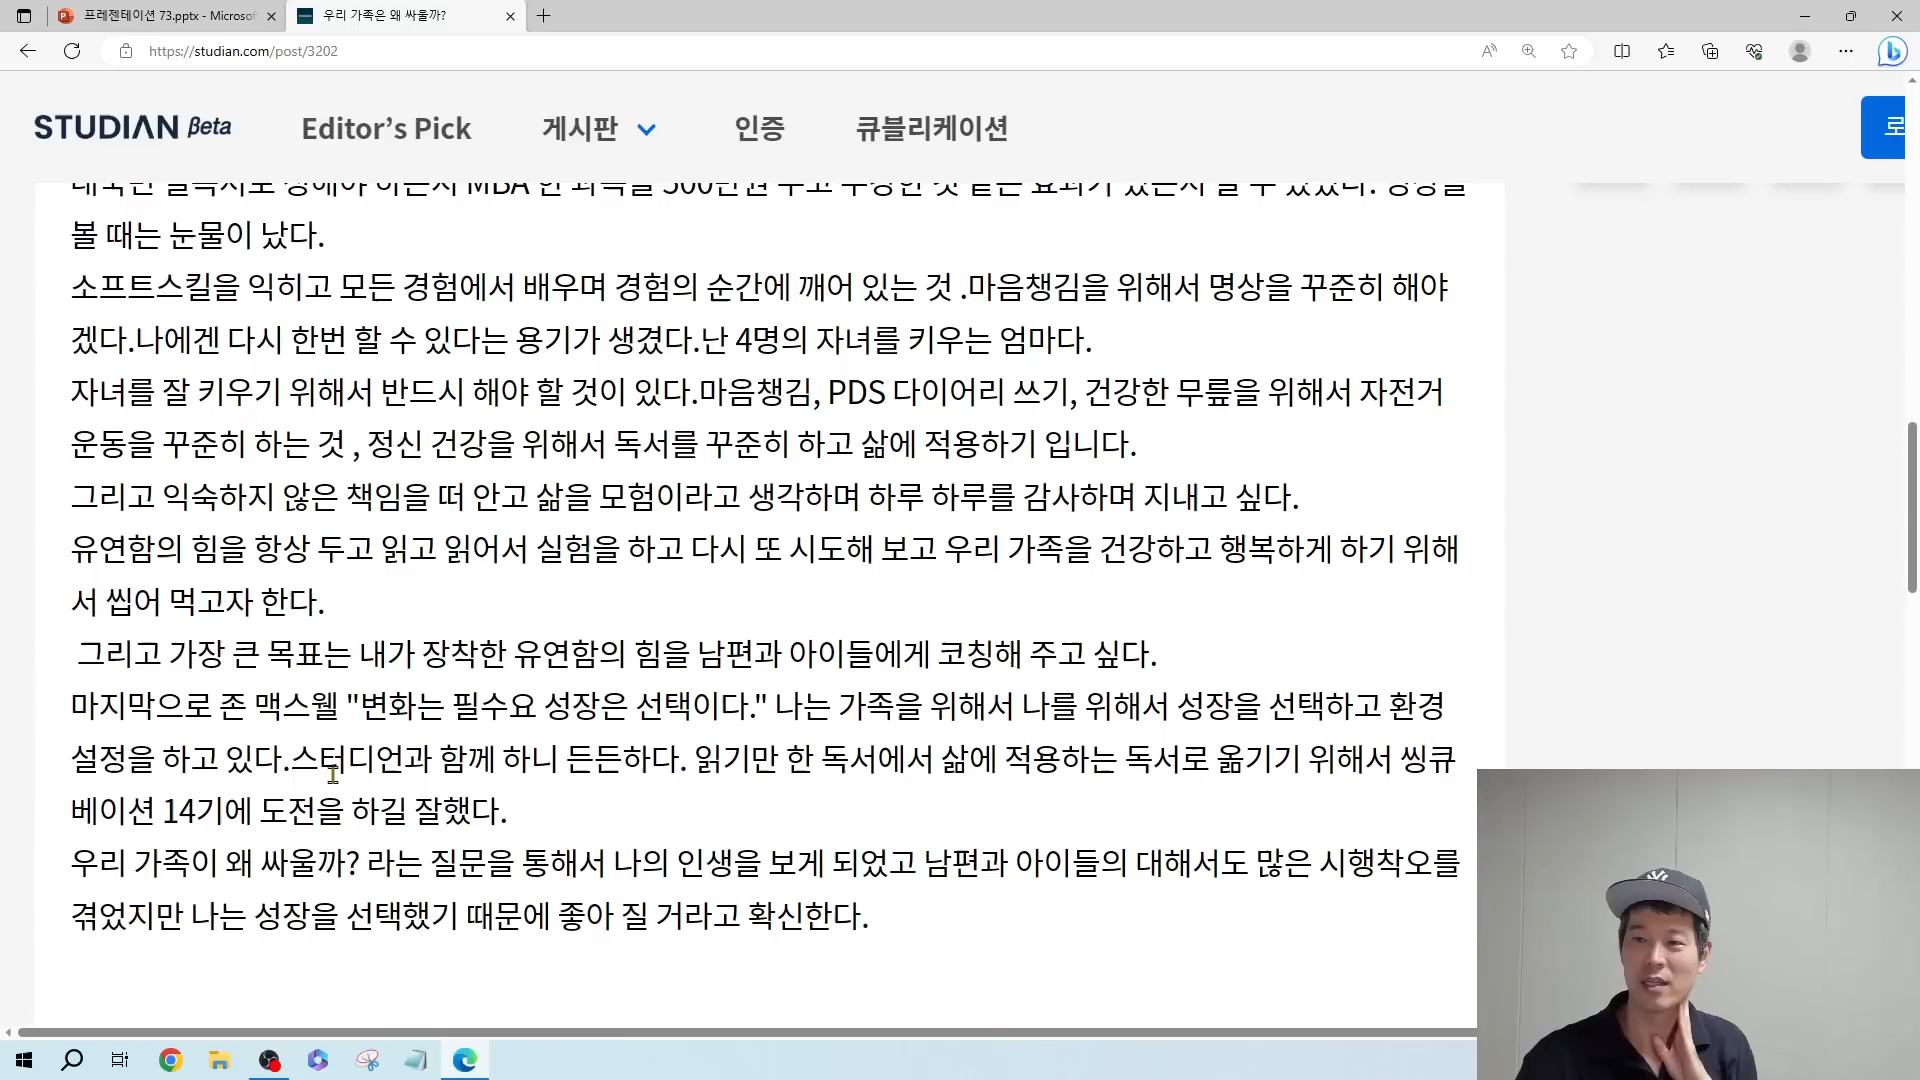 프레젠테이션 73.pptx - Microsof
우리 가족은 왜 싸울까?
https://studian.com/post/3202
STUDIAN Beta
Editor's Pick
게시판
인증
큐블리케이션
로
볼 때는 눈물이 났다.
소프트스킬을 익히고 모든 경험에서 배우며 경험의 순간에 깨어 있는 것 .마음챙김을 위해서 명상을 꾸준히 해야
겠다.나에겐 다시 한번 할 수 있다는 용기가 생겼다.난 4명의 자녀를 키우는 엄마다.
자녀를 잘 키우기 위해서 반드시 해야 할 것이 있다.마음챙김, PDS 다이어리 쓰기, 건강한 무릎을 위해서 자전거
운동을 꾸준히 하는 것 , 정신 건강을 위해서 독서를 꾸준히 하고 삶에 적용하기 입니다.
그리고 익숙하지 않은 책임을 떠 안고 삶을 모험이라고 생각하며 하루 하루를 감사하며 지내고 싶다.
유연함의 힘을 항상 두고 읽고 읽어서 실험을 하고 다시 또 시도해 보고 우리 가족을 건강하고 행복하게 하기 위해
서 씹어 먹고자 한다.
그리고 가장 큰 목표는 내가 장착한 유연함의 힘을 남편과 아이들에게 코칭해 주고 싶다.
마지막으로 존 맥스웰 "변화는 필수요 성장은 선택이다." 나는 가족을 위해서 나를 위해서 성장을 선택하고 환경
설정을 하고 있다.스터디언과 함께 하니 든든하다. 읽기만 한 독서에서 삶에 적용하는 독서로 옮기기 위해서 씽큐
베이션 14기에 도전을 하길 잘했다.
우리 가족이 왜 싸울까? 라는 질문을 통해서 나의 인생을 보게 되었고 남편과 아이들의 대해서도 많은 시행착오를
겪었지만 나는 성장을 선택했기 때문에 좋아 질 거라고 확신한다.